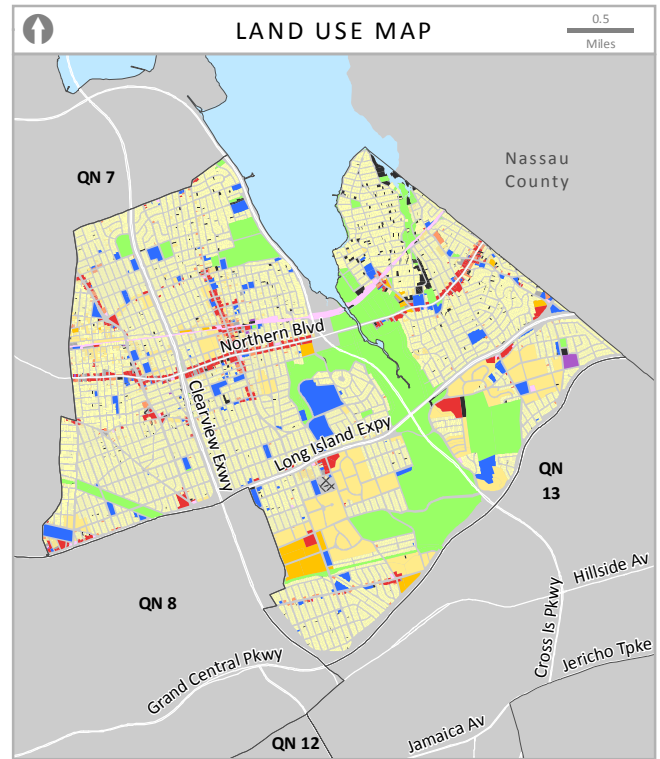 LAND USE MAP
0.5
Miles
Nassau
County
QN 7
Northern Blvd
Clearview Exwy
Long Island Expy
QN
13
QN 8
Hillside Av
Cross Is Pkwy
Grand Central Pkwy
Jericho Tpke
QN 12
Jamaica Av